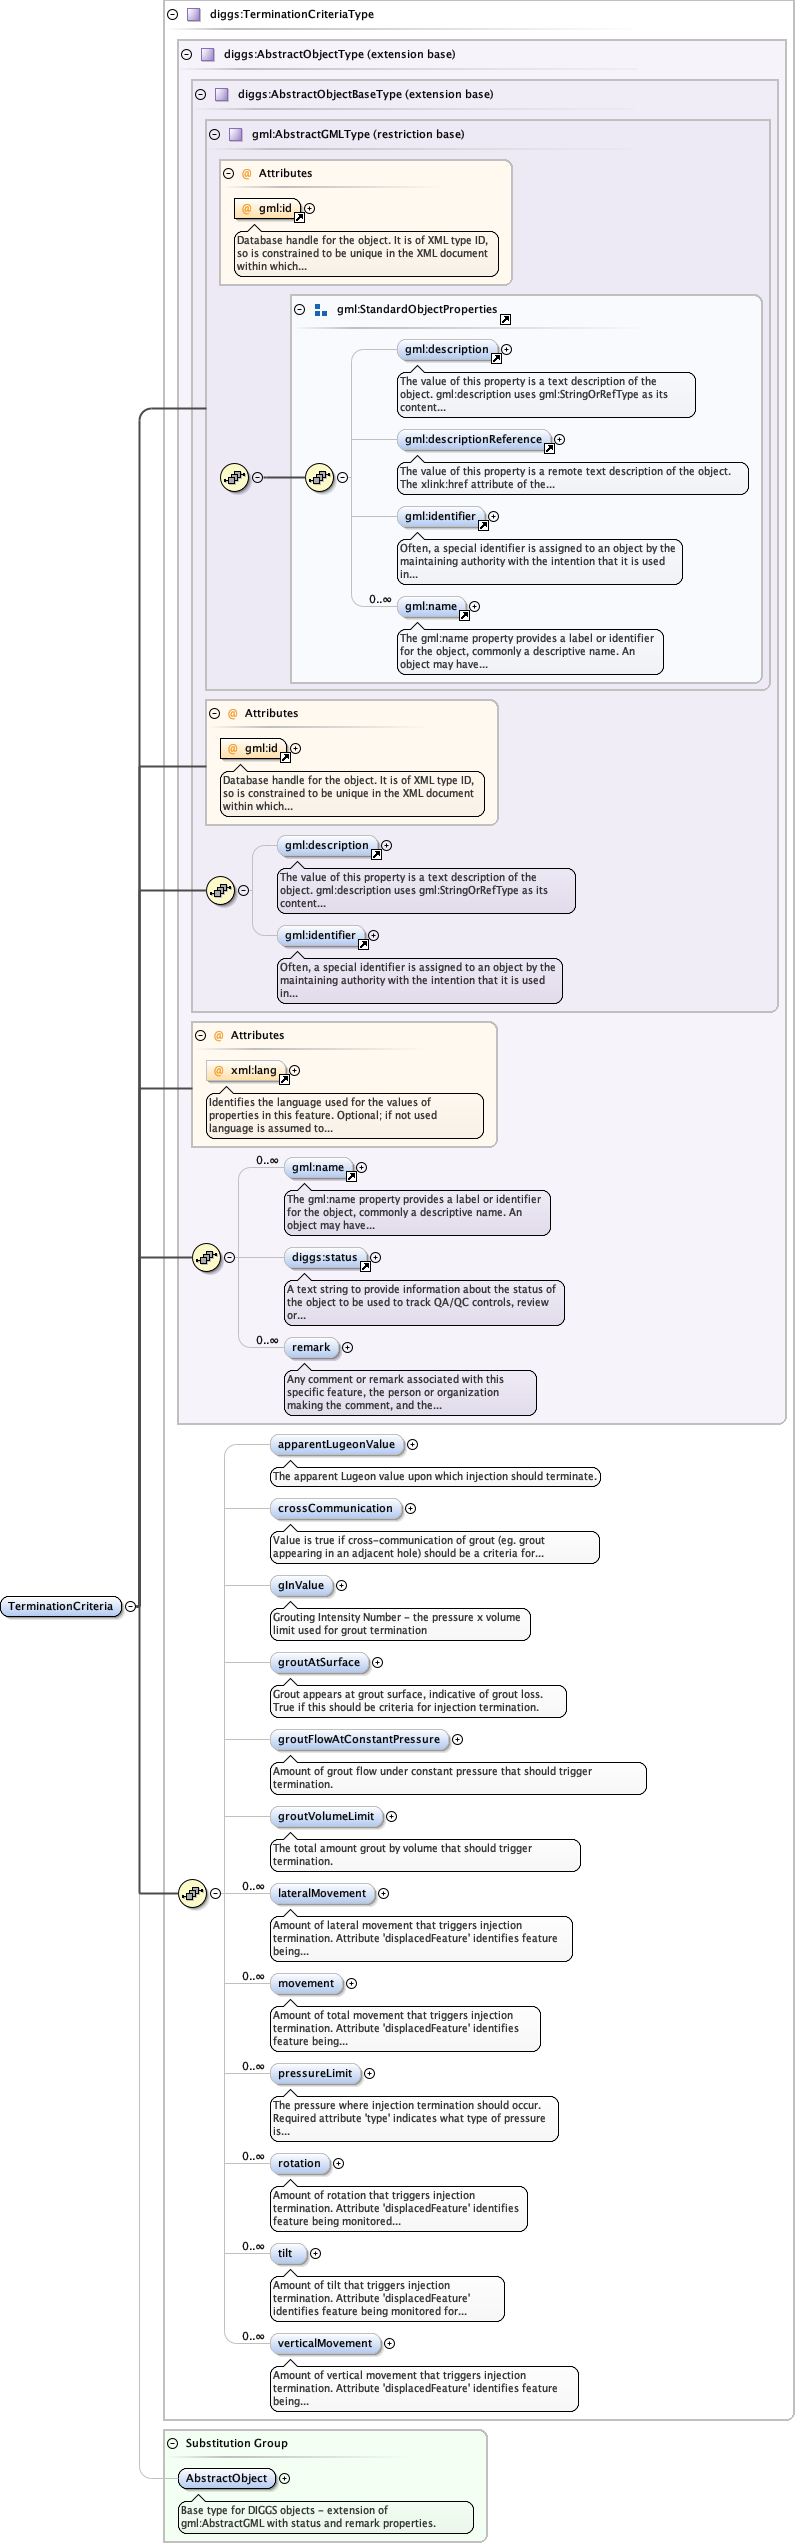 diggs:TerminationCriteriaType
diggs:AbstractObjectType (extension base)
diggs:AbstractObjectBaseType (extension base)
gml:AbstractGMLType (restriction base)
@ Attributes
@ gml:id
Database handle for the object. It is of XML type ID,
so is constrained to be unique in the XML document
within which...
gml:StandardObjectProperties
gml:description
The value of this property is a text description of the
object. gml:description uses gml:StringOrRefType as its
content...
gml:descriptionReference
The value of this property is a remote text description of the object.
The xlink:href attribute of the...
gml:identifier
Often, a special identifier is assigned to an object by the
maintaining authority with the intention that it is used
in...
0..∞
gml:name
The gml:name property provides a label or identifier
for the object, commonly a descriptive name. An
object may have...
@ Attributes
@ gml:id
Database handle for the object. It is of XML type ID,
so is constrained to be unique in the XML document
within which...
gml:description
The value of this property is a text description of the
object. gml:description uses gml:StringOrRefType as its
content...
gml:identifier
Often, a special identifier is assigned to an object by the
maintaining authority with the intention that it is used
in...
@ Attributes
@ xml:lang
Identifies the language used for the values of
properties in this feature. Optional; if not used
language is assumed to...
0..∞
gml:name
The gml:name property provides a label or identifier
for the object, commonly a descriptive name. An
object may have...
diggs:status
A text string to provide information about the status of
the object to be used to track QA/QC controls, review
or...
0..∞
remark
Any comment or remark associated with this
specific feature, the person or organization
making the comment, and the...
apparentLugeonValue
The apparent Lugeon value upon which injection should terminate.
crossCommunication
Value is true if cross-communication of grout (eg. grout
appearing in an adjacent hole) should be a criteria for...
gInValue
Grouting Intensity Number - the pressure x volume
limit used for grout termination
TerminationCriteria
groutAtSurface
Grout appears at grout surface, indicative of grout loss.
True if this should be criteria for injection termination.
groutFlowAtConstantPressure
Amount of grout flow under constant pressure that should trigger
termination.
groutVolumeLimit
The total amount grout by volume that should trigger
termination.
0..∞
lateralMovement
Amount of lateral movement that triggers injection
termination. Attribute 'displacedFeature' identifies feature
being...
0..∞
movement
Amount of total movement that triggers injection
termination. Attribute 'displacedFeature' identifies
feature being...
0..∞
pressureLimit
The pressure where injection termination should occur.
Required attribute 'type' indicates what type of pressure
is...
0..∞
rotation
Amount of rotation that triggers injection
termination. Attribute 'displacedFeature' identifies
feature being monitored...
0..∞
tilt
Amount of tilt that triggers injection
termination. Attribute 'displacedFeature'
identifies feature being monitored for...
0..∞
verticalMovement
Amount of vertical movement that triggers injection
termination. Attribute 'displacedFeature' identifies feature
being...
Substitution Group
AbstractObject
Base type for DIGGS objects - extension of
gml:AbstractGML with status and remark properties.